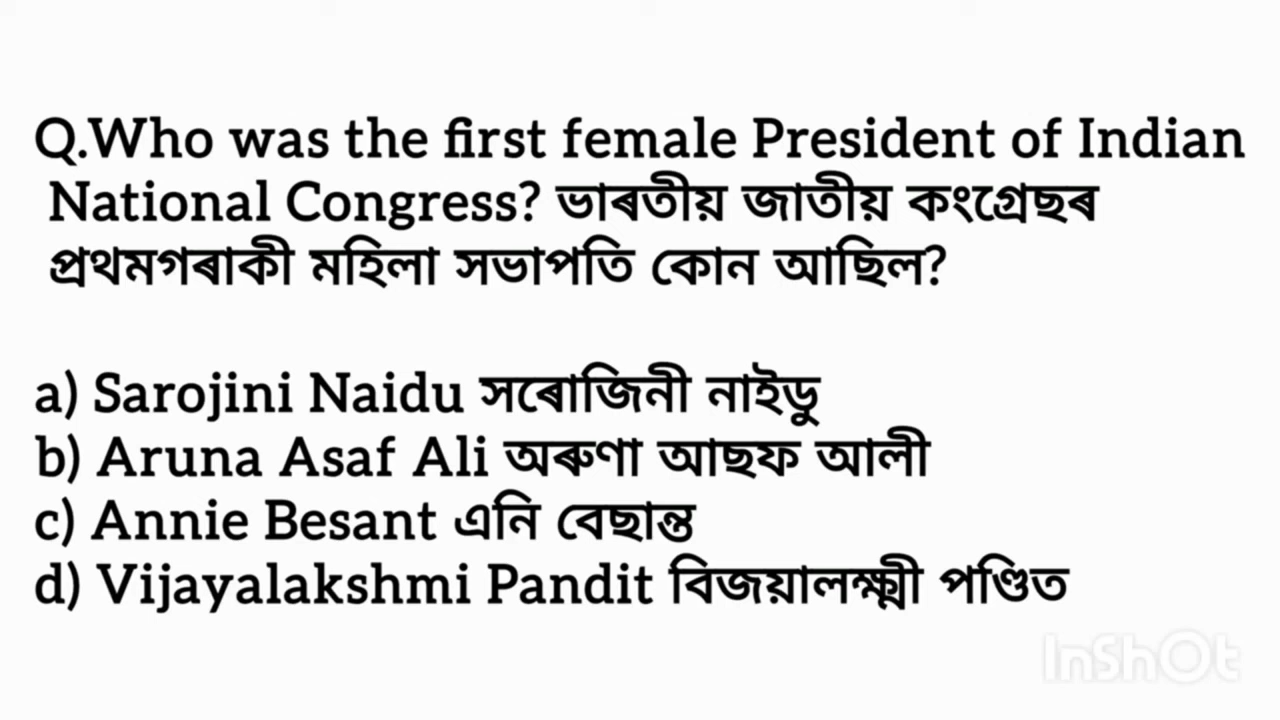 Q.Who was the first female President of Indian
National Congress? ভাৰতীয় জাতীয় কংগ্ৰেছৰ
প্ৰথমগৰাকী মহিলা সভাপতি কোন আছিল?
a) Sarojini Naidu সৰোজিনী নাইডু
b) Aruna Asaf Ali অৰুণা আছফ আলী
c) Annie Besant এনি বেছান্ত
d) Vijayalakshmi Pandit বিজয়ালক্ষ্মী পণ্ডিত
InShOt